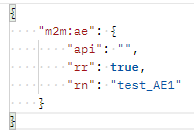 {
    "m2m:ae": {
        "api": "",
        "rr": true,
        "rn": "test_AE1"
    }
}